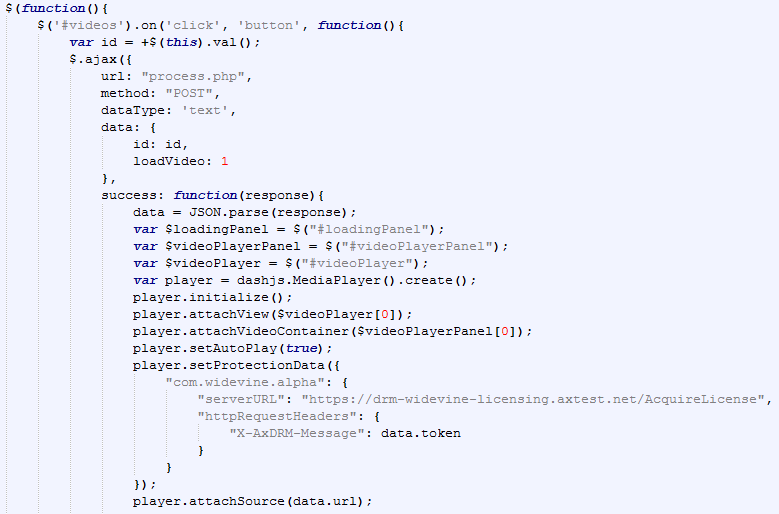 $(function(){
    $('#videos').on('click', 'button', function(){
        var id = +$(this).val();
        $.ajax({
            url: "process.php",
            method: "POST",
            dataType: 'text',
            data: {
                id: id,
                loadVideo: 1
            },
            success: function(response){
                data = JSON.parse(response);
                var $loadingPanel = $("#loadingPanel");
                var $videoPlayerPanel = $("#videoPlayerPanel");
                var $videoPlayer = $("#videoPlayer");
                var player = dashjs.MediaPlayer().create();
                player.initialize();
                player.attachView($videoPlayer[0]);
                player.attachVideoContainer($videoPlayerPanel[0]);
                player.setAutoPlay(true);
                player.setProtectionData({
                    "com.widevine.alpha": {
                        "serverURL": "https://drm-widevine-licensing.axtest.net/AcquireLicense",
                        "httpRequestHeaders": {
                            "X-AxDRM-Message": data.token
                        }
                    }
                });
                player.attachSource(data.url);